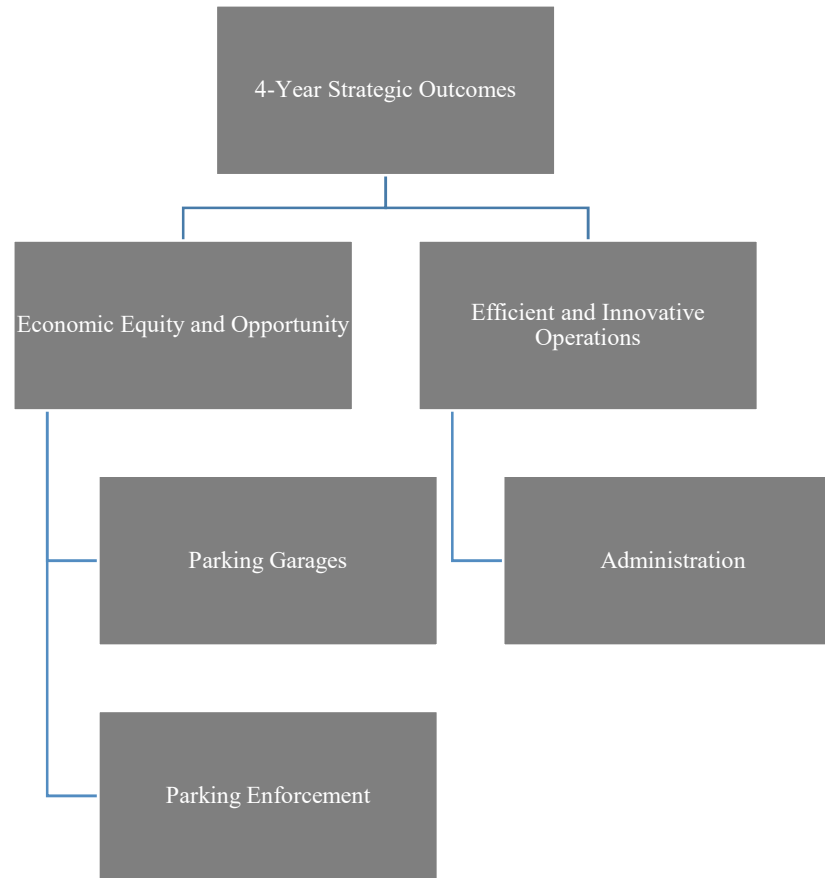 4-Year Strategic Outcomes
Economic Equity and Opportunity
Efficient and Innovative
Operations
Parking Garages
Administration
Parking Enforcement